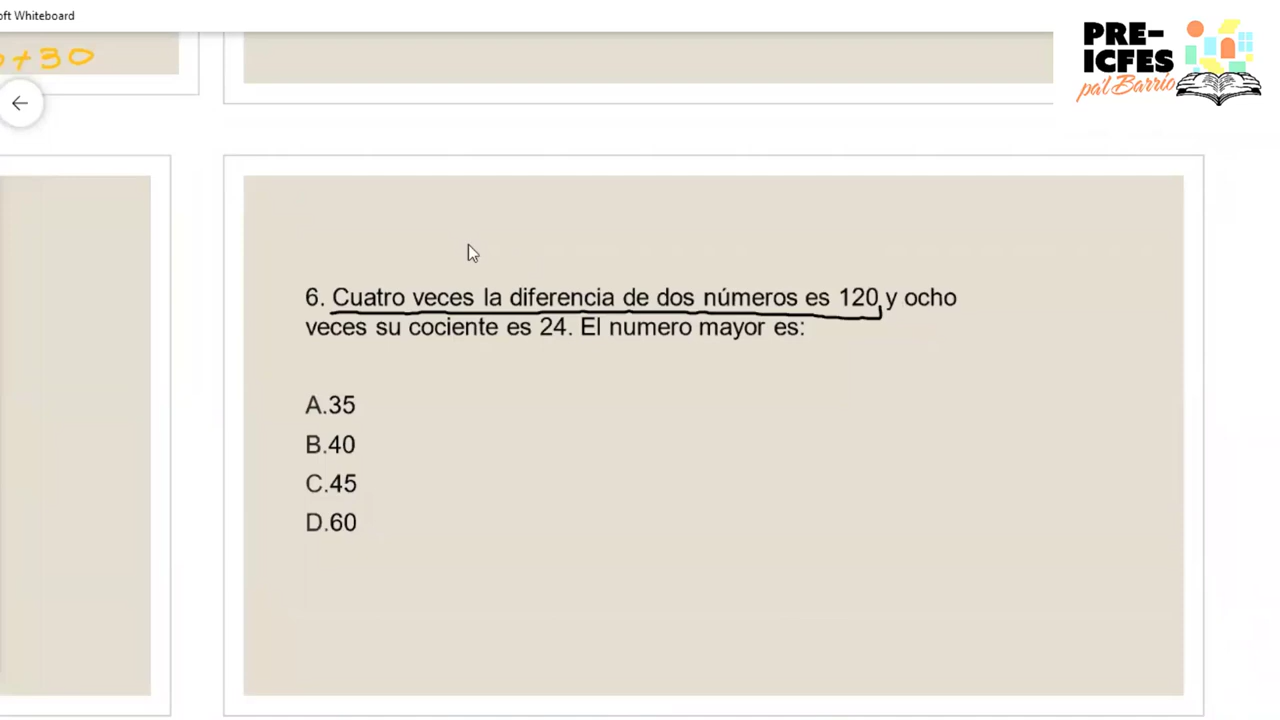 oft Whiteboard
+30
PRE-
ICFES
pa'l Barrio
6. Cuatro veces la diferencia de dos números es 120 y ocho
veces su cociente es 24. El numero mayor es:
A.35
B.40
C.45
D.60